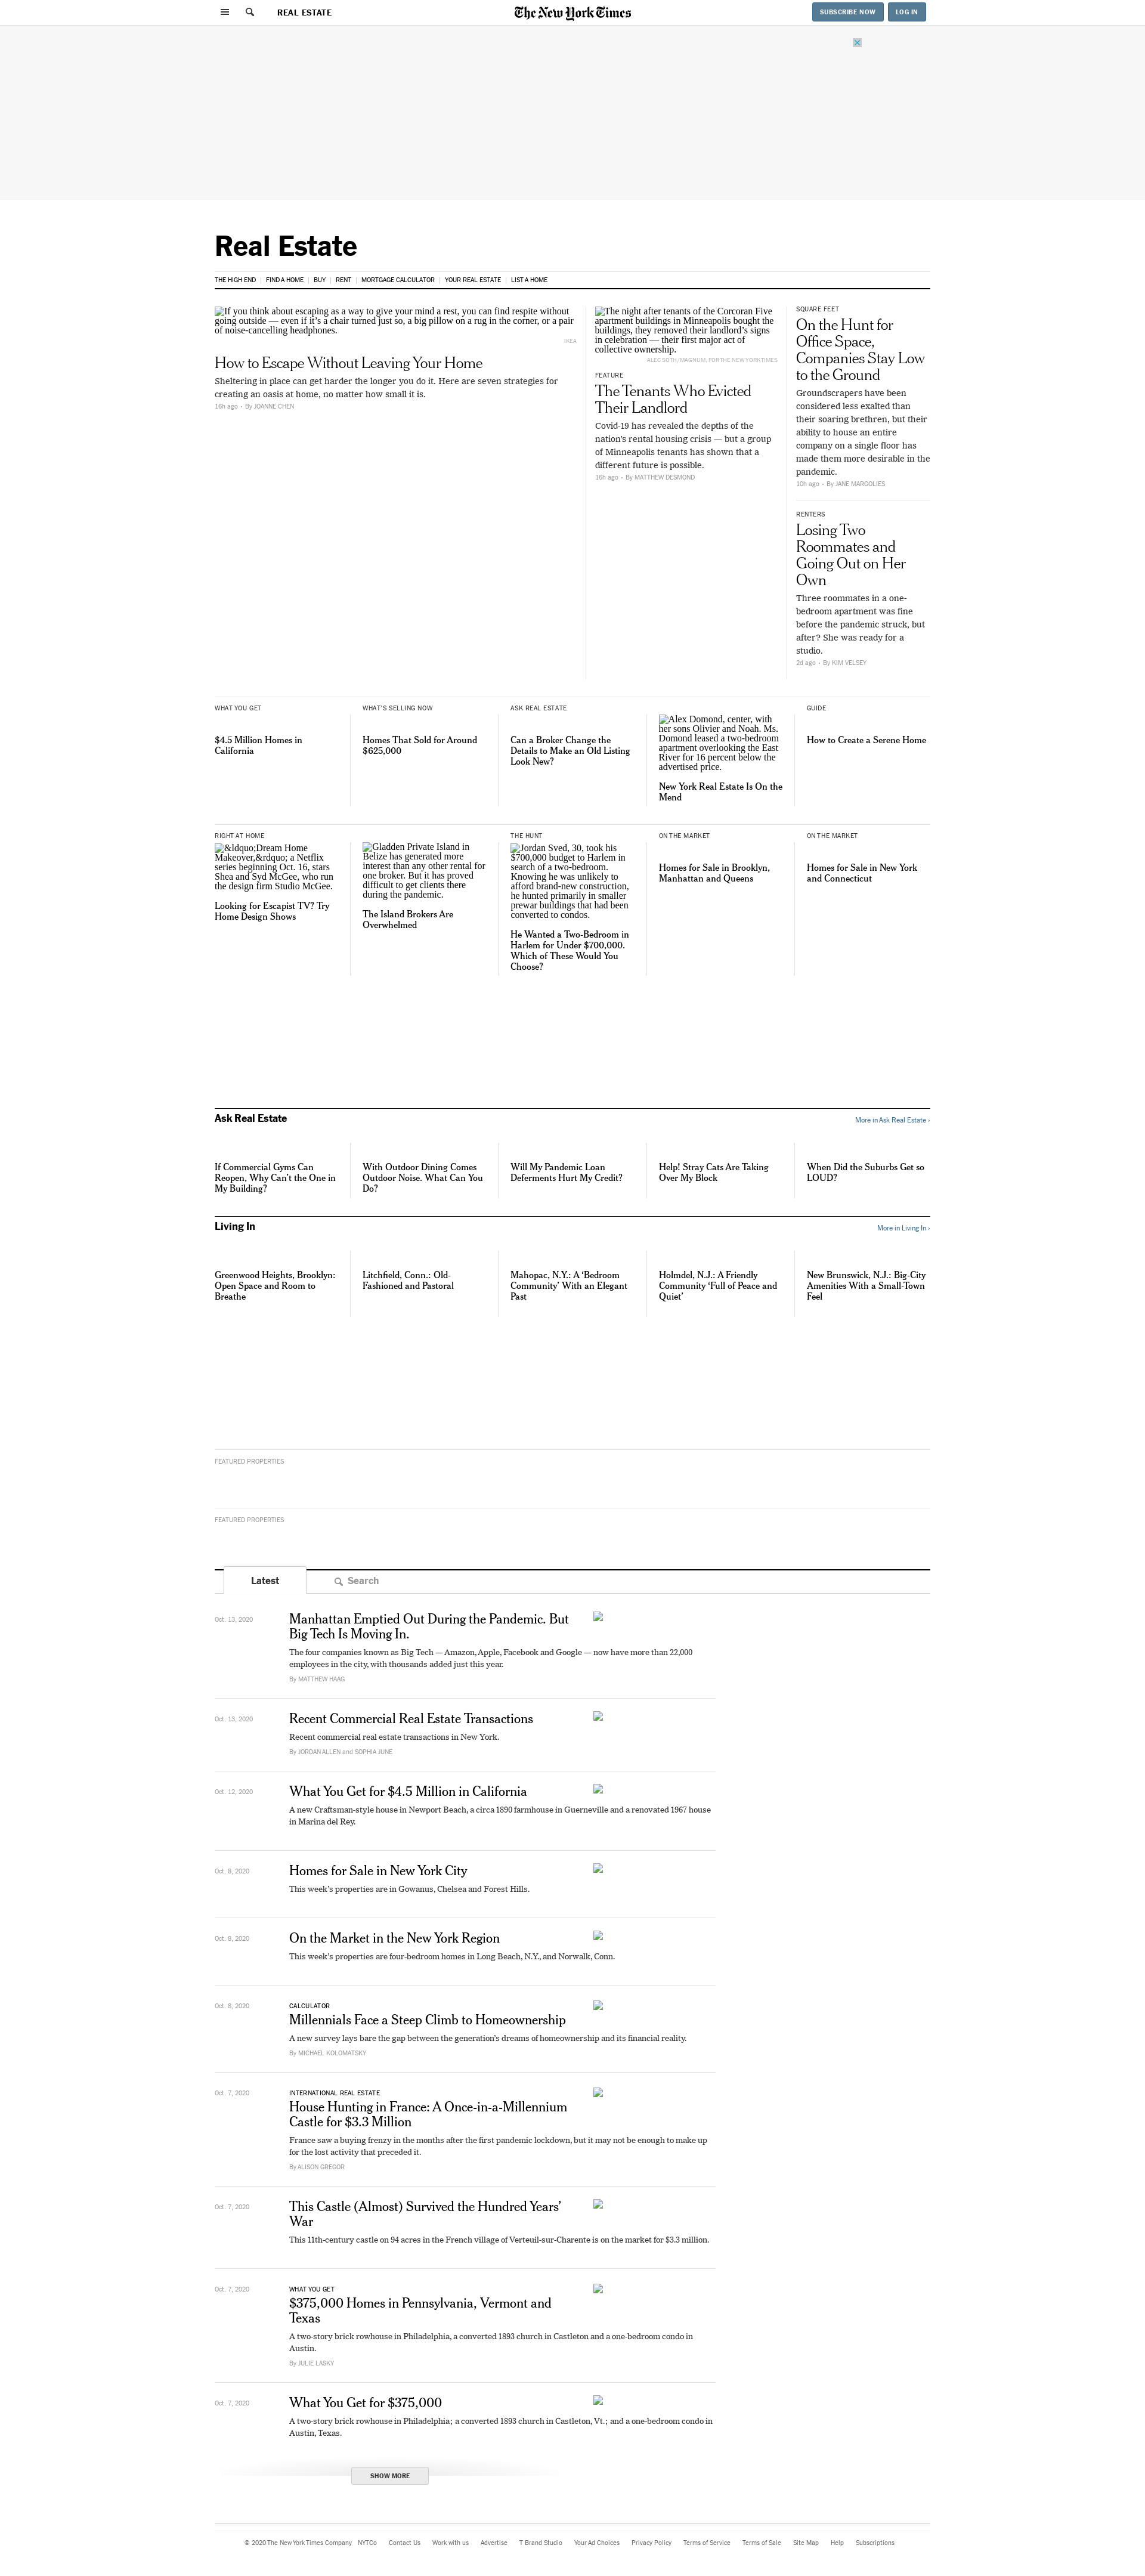 REAL ESTATE
The New York Times
SUBSCRIBE NOW
LOG IN
Real Estate
THE HIGH END | FIND A HOME | BUY | RENT | MORTGAGE CALCULATOR | YOUR REAL ESTATE | LIST A HOME
If you think about escaping as a way to give your mind a rest, you can find respite without
going outside — even if it's a chair turned just so, a big pillow on a rug in the corner, or a pair
of noise-cancelling headphones.
IKEA
How to Escape Without Leaving Your Home
Sheltering in place can get harder the longer you do it. Here are seven strategies for
creating an oasis at home, no matter how small it is.
16h ago • By JOANNE CHEN
The night after tenants of the Corcoran Five
apartment buildings in Minneapolis bought the
buildings, they removed their landlord's signs
in celebration — their first major act of
collective ownership.
ALEC SOTH/MAGNUM, FOR THE NEW YORK TIMES
FEATURE
The Tenants Who Evicted
Their Landlord
Covid-19 has revealed the depths of the
nation's rental housing crisis — but a group
of Minneapolis tenants has shown that a
different future is possible.
16h ago • By MATTHEW DESMOND
SQUARE FEET
On the Hunt for
Office Space,
Companies Stay Low
to the Ground
Groundscrapers have been
considered less exalted than
their soaring brethren, but their
ability to house an entire
company on a single floor has
made them more desirable in the
pandemic.
10h ago • By JANE MARGOLIES
RENTERS
Losing Two
Roommates and
Going Out on Her
Own
Three roommates in a one-
bedroom apartment was fine
before the pandemic struck, but
after? She was ready for a
studio.
2d ago • By KIM VELSEY
WHAT YOU GET
$4.5 Million Homes in
California
WHAT'S SELLING NOW
Homes That Sold for Around
$625,000
ASK REAL ESTATE
Can a Broker Change the
Details to Make an Old Listing
Look New?
Alex Domond, center, with
her sons Olivier and Noah. Ms.
Domond leased a two-bedroom
apartment overlooking the East
River for 16 percent below the
advertised price.
New York Real Estate Is On the
Mend
GUIDE
How to Create a Serene Home
RIGHT AT HOME
&ldquo;Dream Home
Makeover,&rdquo; a Netflix
series beginning Oct. 16, stars
Shea and Syd McGee, who run
the design firm Studio McGee.
Looking for Escapist TV? Try
Home Design Shows
Gladden Private Island in
Belize has generated more
interest than any other rental for
one broker. But it has proved
difficult to get clients there
during the pandemic.
The Island Brokers Are
Overwhelmed
THE HUNT
Jordan Sved, 30, took his
$700,000 budget to Harlem in
search of a two-bedroom.
Knowing he was unlikely to
afford brand-new construction,
he hunted primarily in smaller
prewar buildings that had been
converted to condos.
He Wanted a Two-Bedroom in
Harlem for Under $700,000.
Which of These Would You
Choose?
ON THE MARKET
Homes for Sale in Brooklyn,
Manhattan and Queens
ON THE MARKET
Homes for Sale in New York
and Connecticut
Ask Real Estate
More in Ask Real Estate ›
If Commercial Gyms Can
Reopen, Why Can't the One in
My Building?
With Outdoor Dining Comes
Outdoor Noise. What Can You
Do?
Will My Pandemic Loan
Deferments Hurt My Credit?
Help! Stray Cats Are Taking
Over My Block
When Did the Suburbs Get so
LOUD?
Living In
More in Living In ›
Greenwood Heights, Brooklyn:
Open Space and Room to
Breathe
Litchfield, Conn.: Old-
Fashioned and Pastoral
Mahopac, N.Y.: A ‘Bedroom
Community’ With an Elegant
Past
Holmdel, N.J.: A Friendly
Community ‘Full of Peace and
Quiet’
New Brunswick, N.J.: Big-City
Amenities With a Small-Town
Feel
FEATURED PROPERTIES
FEATURED PROPERTIES
Latest
Search
Oct. 13, 2020
Manhattan Emptied Out During the Pandemic. But
Big Tech Is Moving In.
The four companies known as Big Tech — Amazon, Apple, Facebook and Google — now have more than 22,000
employees in the city, with thousands added just this year.
By MATTHEW HAAG
Oct. 13, 2020
Recent Commercial Real Estate Transactions
Recent commercial real estate transactions in New York.
By JORDAN ALLEN and SOPHIA JUNE
Oct. 12, 2020
What You Get for $4.5 Million in California
A new Craftsman-style house in Newport Beach, a circa 1890 farmhouse in Guerneville and a renovated 1967 house
in Marina del Rey.
Oct. 8, 2020
Homes for Sale in New York City
This week's properties are in Gowanus, Chelsea and Forest Hills.
Oct. 8, 2020
On the Market in the New York Region
This week's properties are four-bedroom homes in Long Beach, N.Y., and Norwalk, Conn.
Oct. 8, 2020
CALCULATOR
Millennials Face a Steep Climb to Homeownership
A new survey lays bare the gap between the generation's dreams of homeownership and its financial reality.
By MICHAEL KOLOMATSKY
Oct. 7, 2020
INTERNATIONAL REAL ESTATE
House Hunting in France: A Once-in-a-Millennium
Castle for $3.3 Million
France saw a buying frenzy in the months after the first pandemic lockdown, but it may not be enough to make up
for the lost activity that preceded it.
By ALISON GREGOR
Oct. 7, 2020
This Castle (Almost) Survived the Hundred Years’
War
This 11th-century castle on 94 acres in the French village of Verteuil-sur-Charente is on the market for $3.3 million.
Oct. 7, 2020
WHAT YOU GET
$375,000 Homes in Pennsylvania, Vermont and
Texas
A two-story brick rowhouse in Philadelphia, a converted 1893 church in Castleton and a one-bedroom condo in
Austin.
By JULIE LASKY
Oct. 7, 2020
What You Get for $375,000
A two-story brick rowhouse in Philadelphia; a converted 1893 church in Castleton, Vt.; and a one-bedroom condo in
Austin, Texas.
SHOW MORE
© 2020 The New York Times Company NYTCo Contact Us Work with us Advertise T Brand Studio Your Ad Choices Privacy Policy Terms of Service Terms of Sale Site Map Help Subscriptions